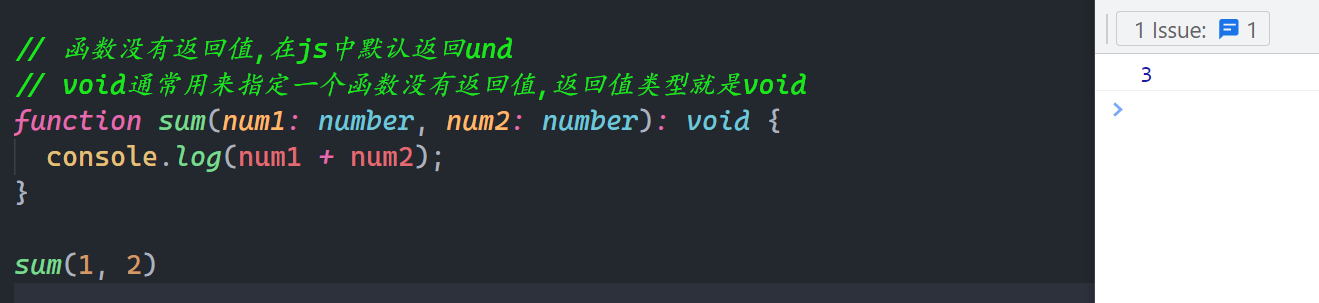 // 函数没有返回值,在js中默认返回und
// void通常用来指定一个函数没有返回值,返回值类型就是void
function sum(num1: number, num2: number): void {
  console.log(num1 + num2);
}
sum(1, 2)
1 Issue: 1
3
>